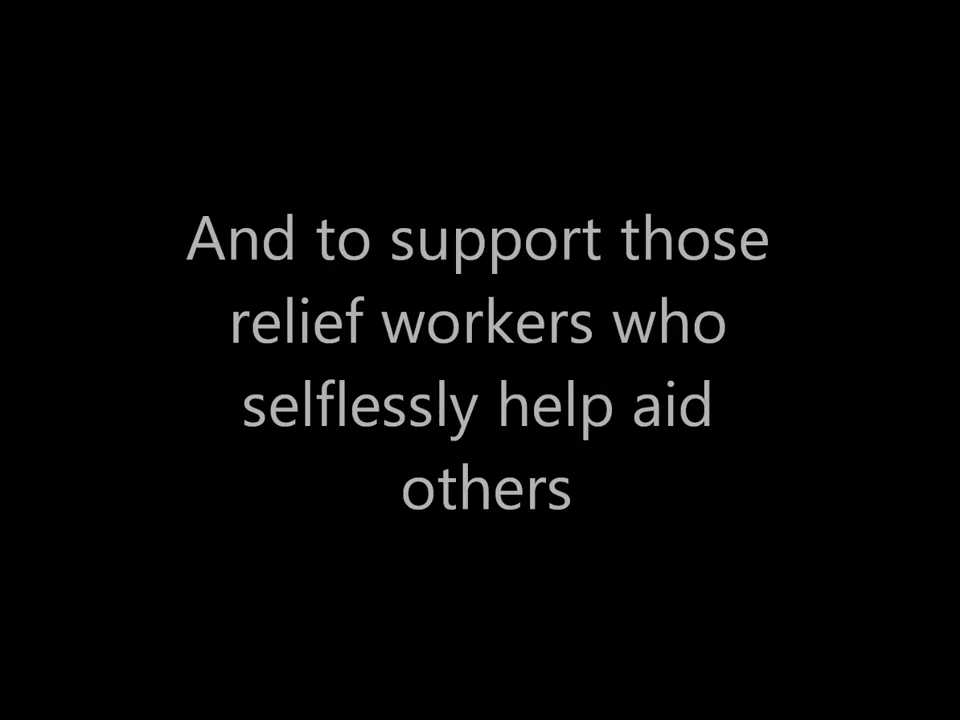 And to support those
relief workers who
selflessly help aid
others